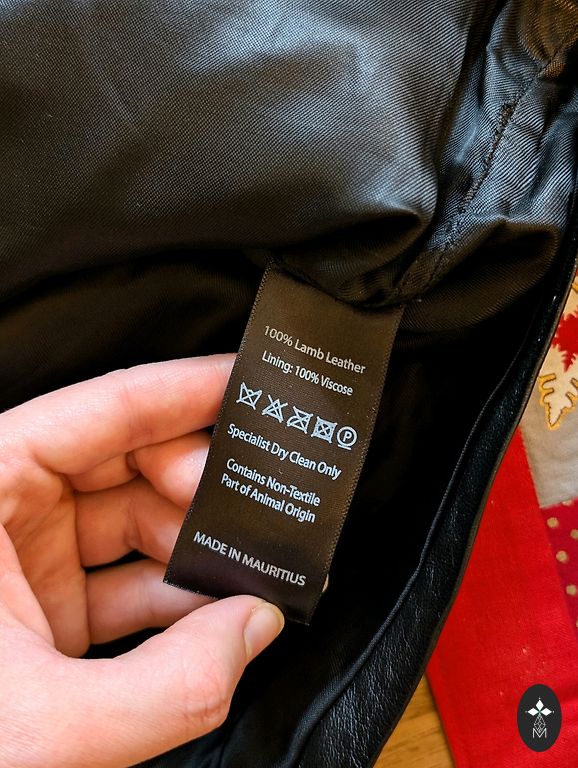 100% Lamb Leather
Lining: 100% Viscose
P
Specialist Dry Clean Only
Contains Non-Textile
Part of Animal Origin
MADE IN MAURITIUS
M